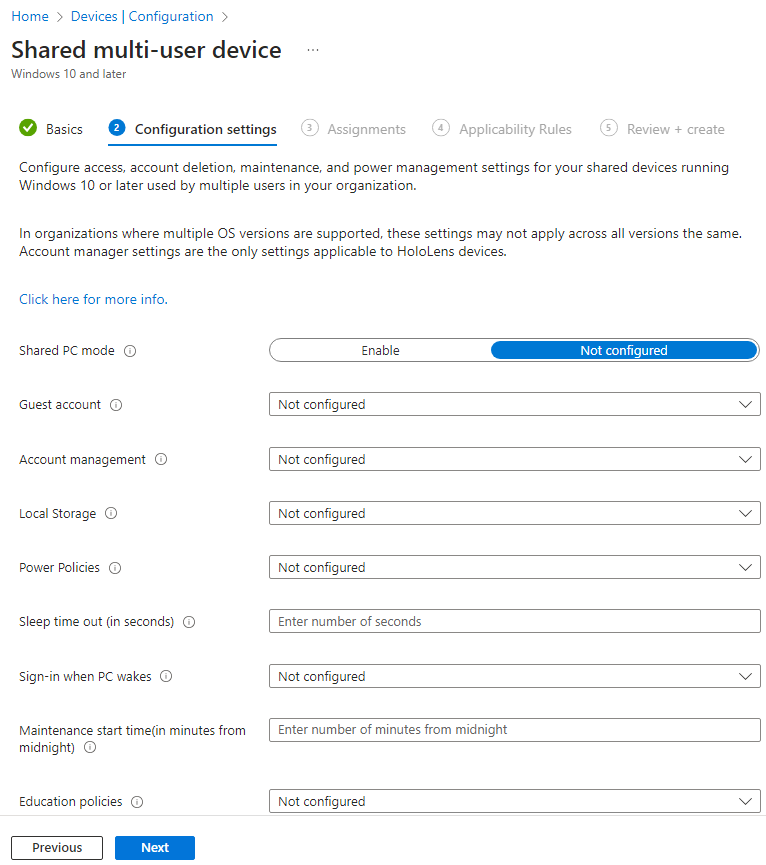 Home > Devices | Configuration >
Shared multi-user device ...
Windows 10 and later
Basics 2 Configuration settings 3 Assignments 4 Applicability Rules 5 Review + create
Configure access, account deletion, maintenance, and power management settings for your shared devices running
Windows 10 or later used by multiple users in your organization.
In organizations where multiple OS versions are supported, these settings may not apply across all versions the same.
Account manager settings are the only settings applicable to HoloLens devices.
Click here for more info.
Shared PC mode Enable Not configured
Guest account Not configured
Account management Not configured
Local Storage Not configured
Power Policies Not configured
Sleep time out (in seconds) Enter number of seconds
Sign-in when PC wakes Not configured
Maintenance start time(in minutes from Enter number of minutes from midnight
midnight)
Education policies Not configured
Previous Next